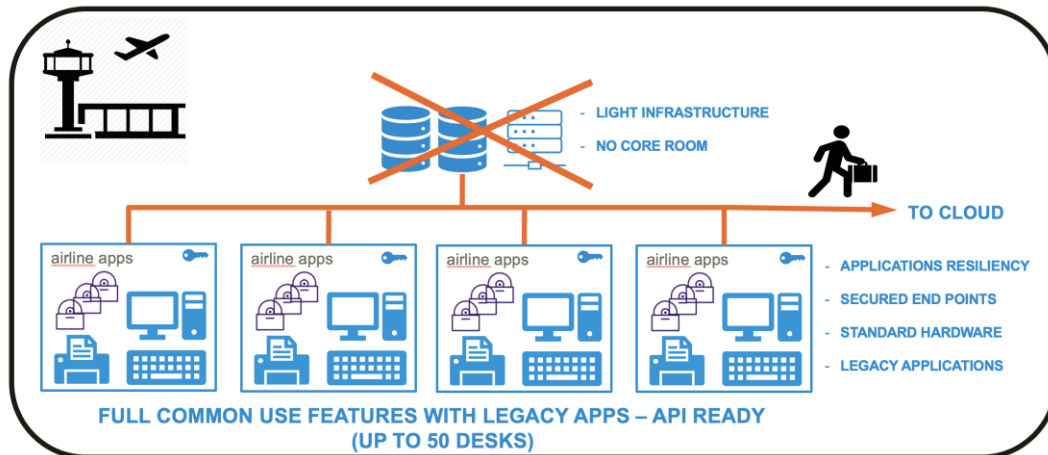 - LIGHT INFRASTRUCTURE
- NO CORE ROOM
TO CLOUD
airline apps
airline apps
airline apps
airline apps
- APPLICATIONS RESILIENCY
- SECURED END POINTS
- STANDARD HARDWARE
- LEGACY APPLICATIONS
FULL COMMON USE FEATURES WITH LEGACY APPS – API READY
(UP TO 50 DESKS)